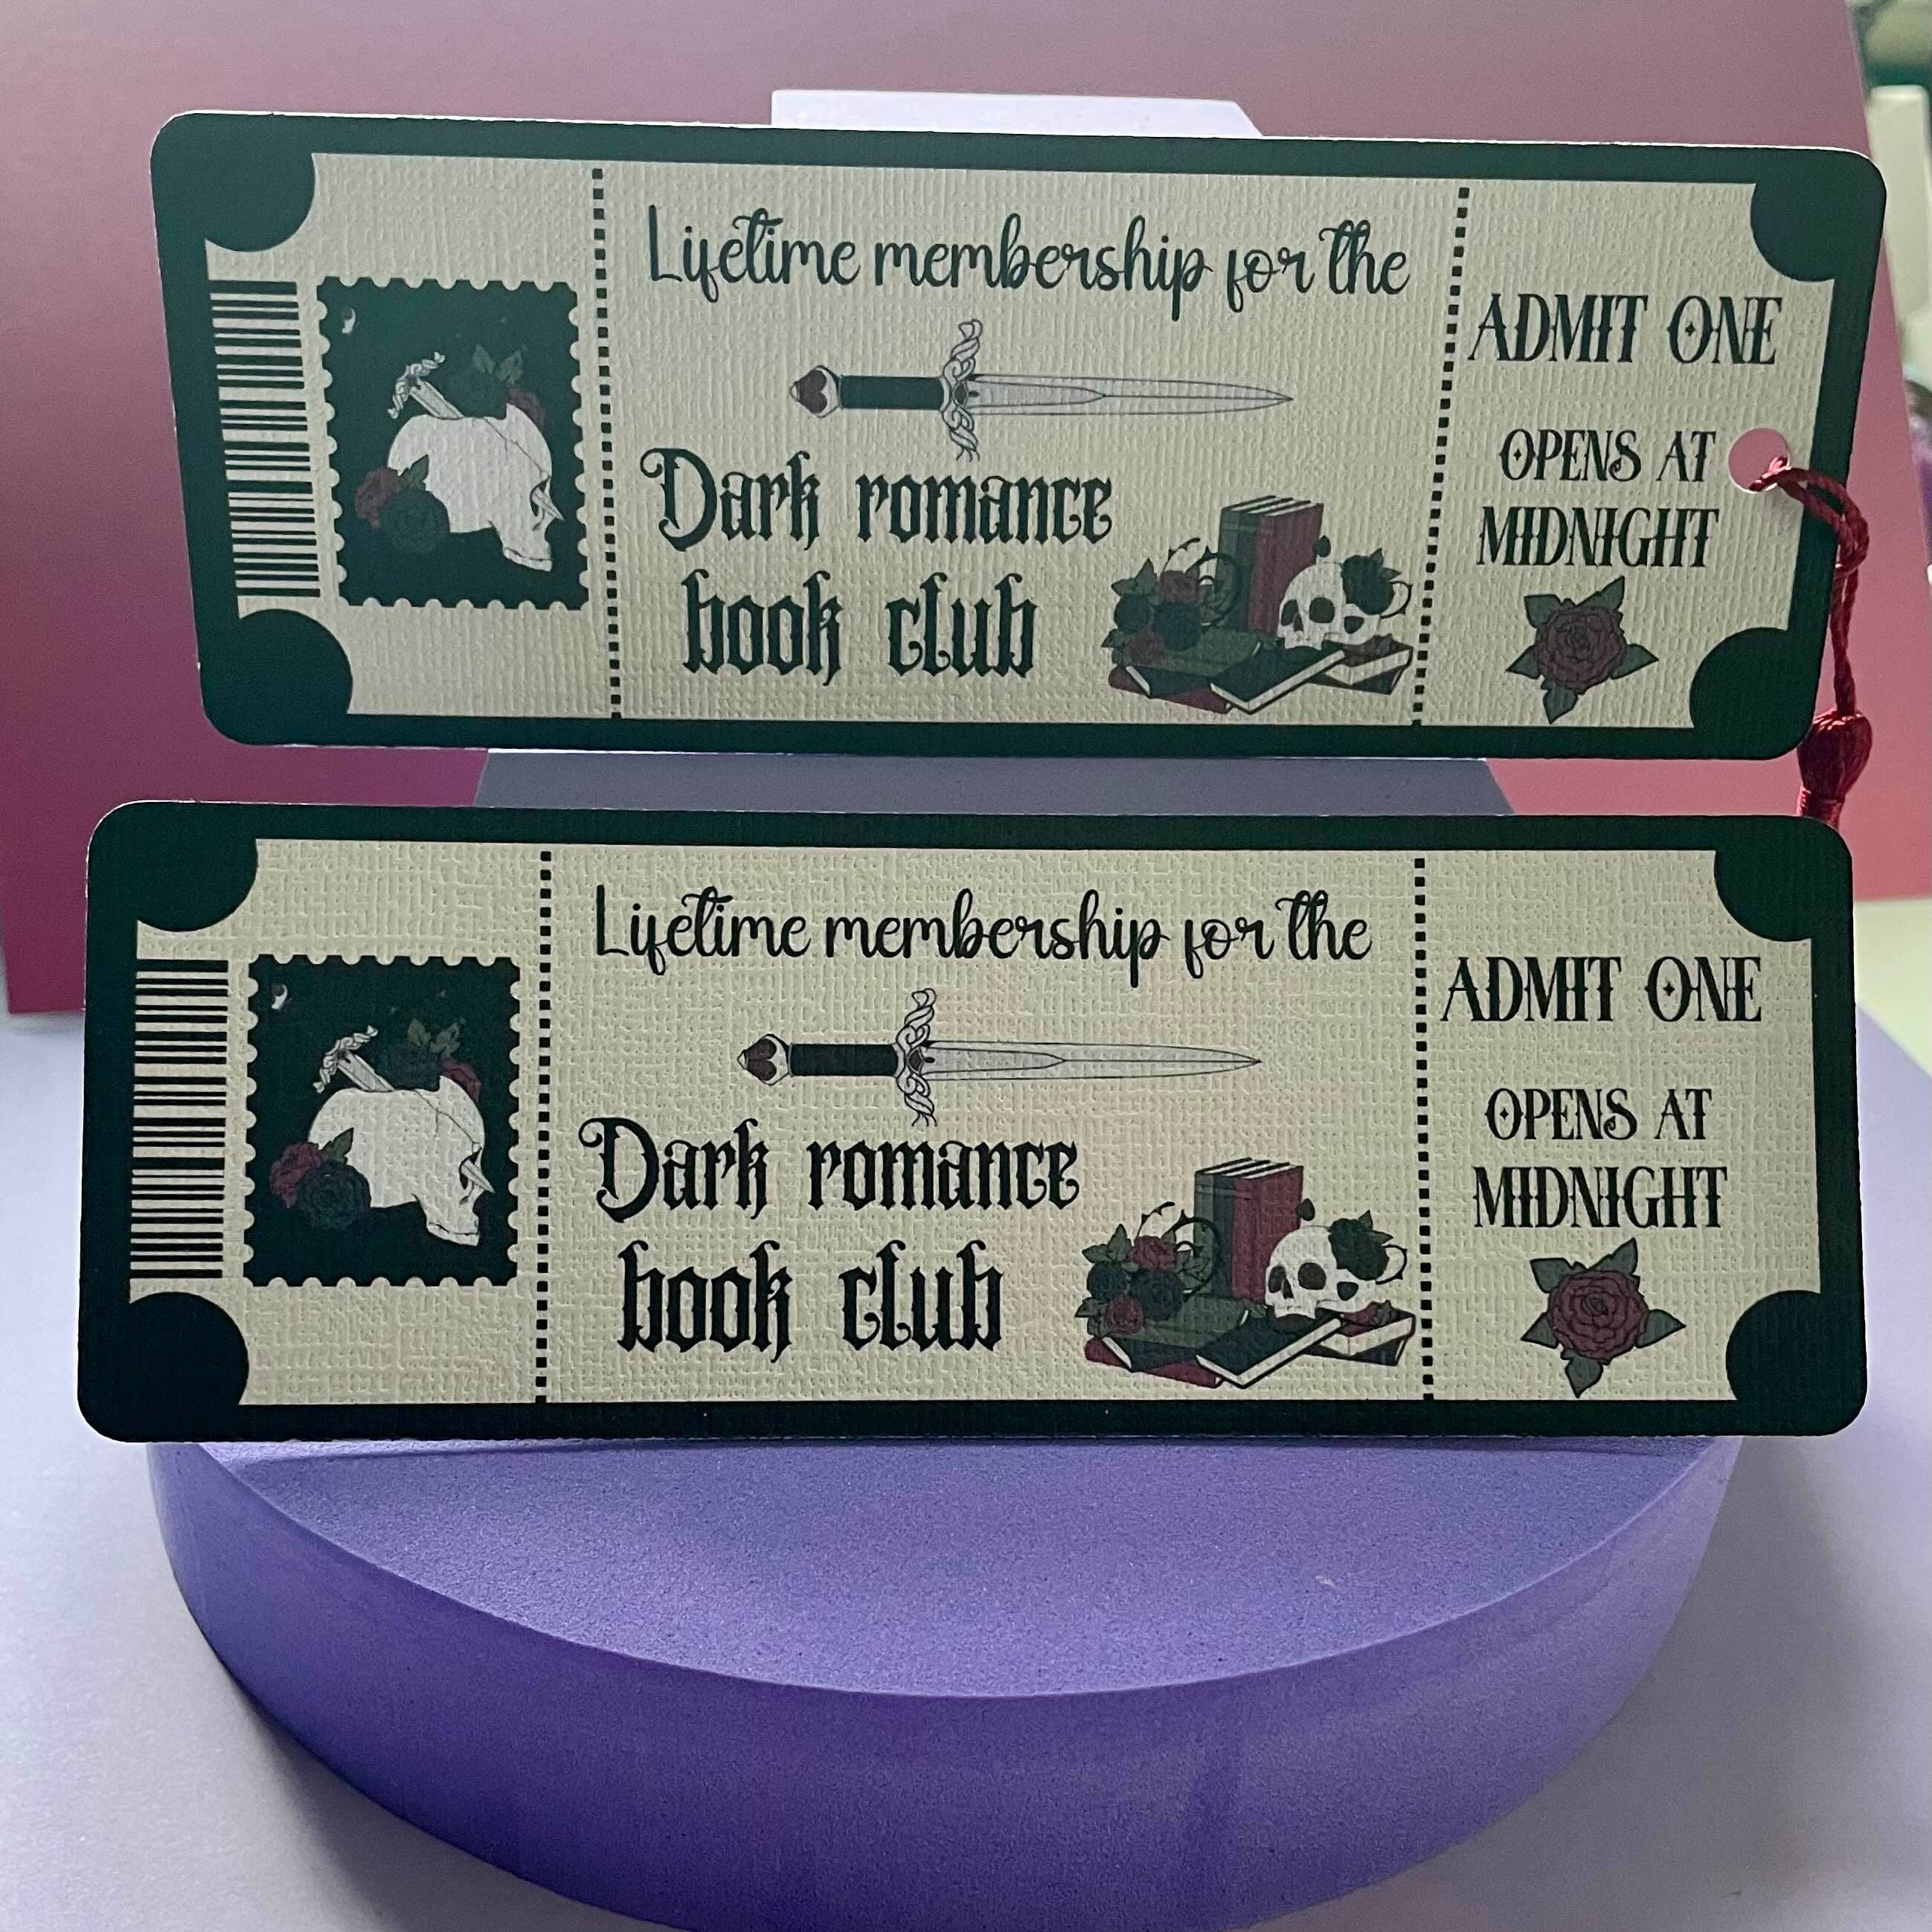 Lifetime membership for the
Dark romance
book club
ADMIT ONE
OPENS AT
MIDNIGHT
Lifetime membership for the
Dark romance
book club
ADMIT ONE
OPENS AT
MIDNIGHT